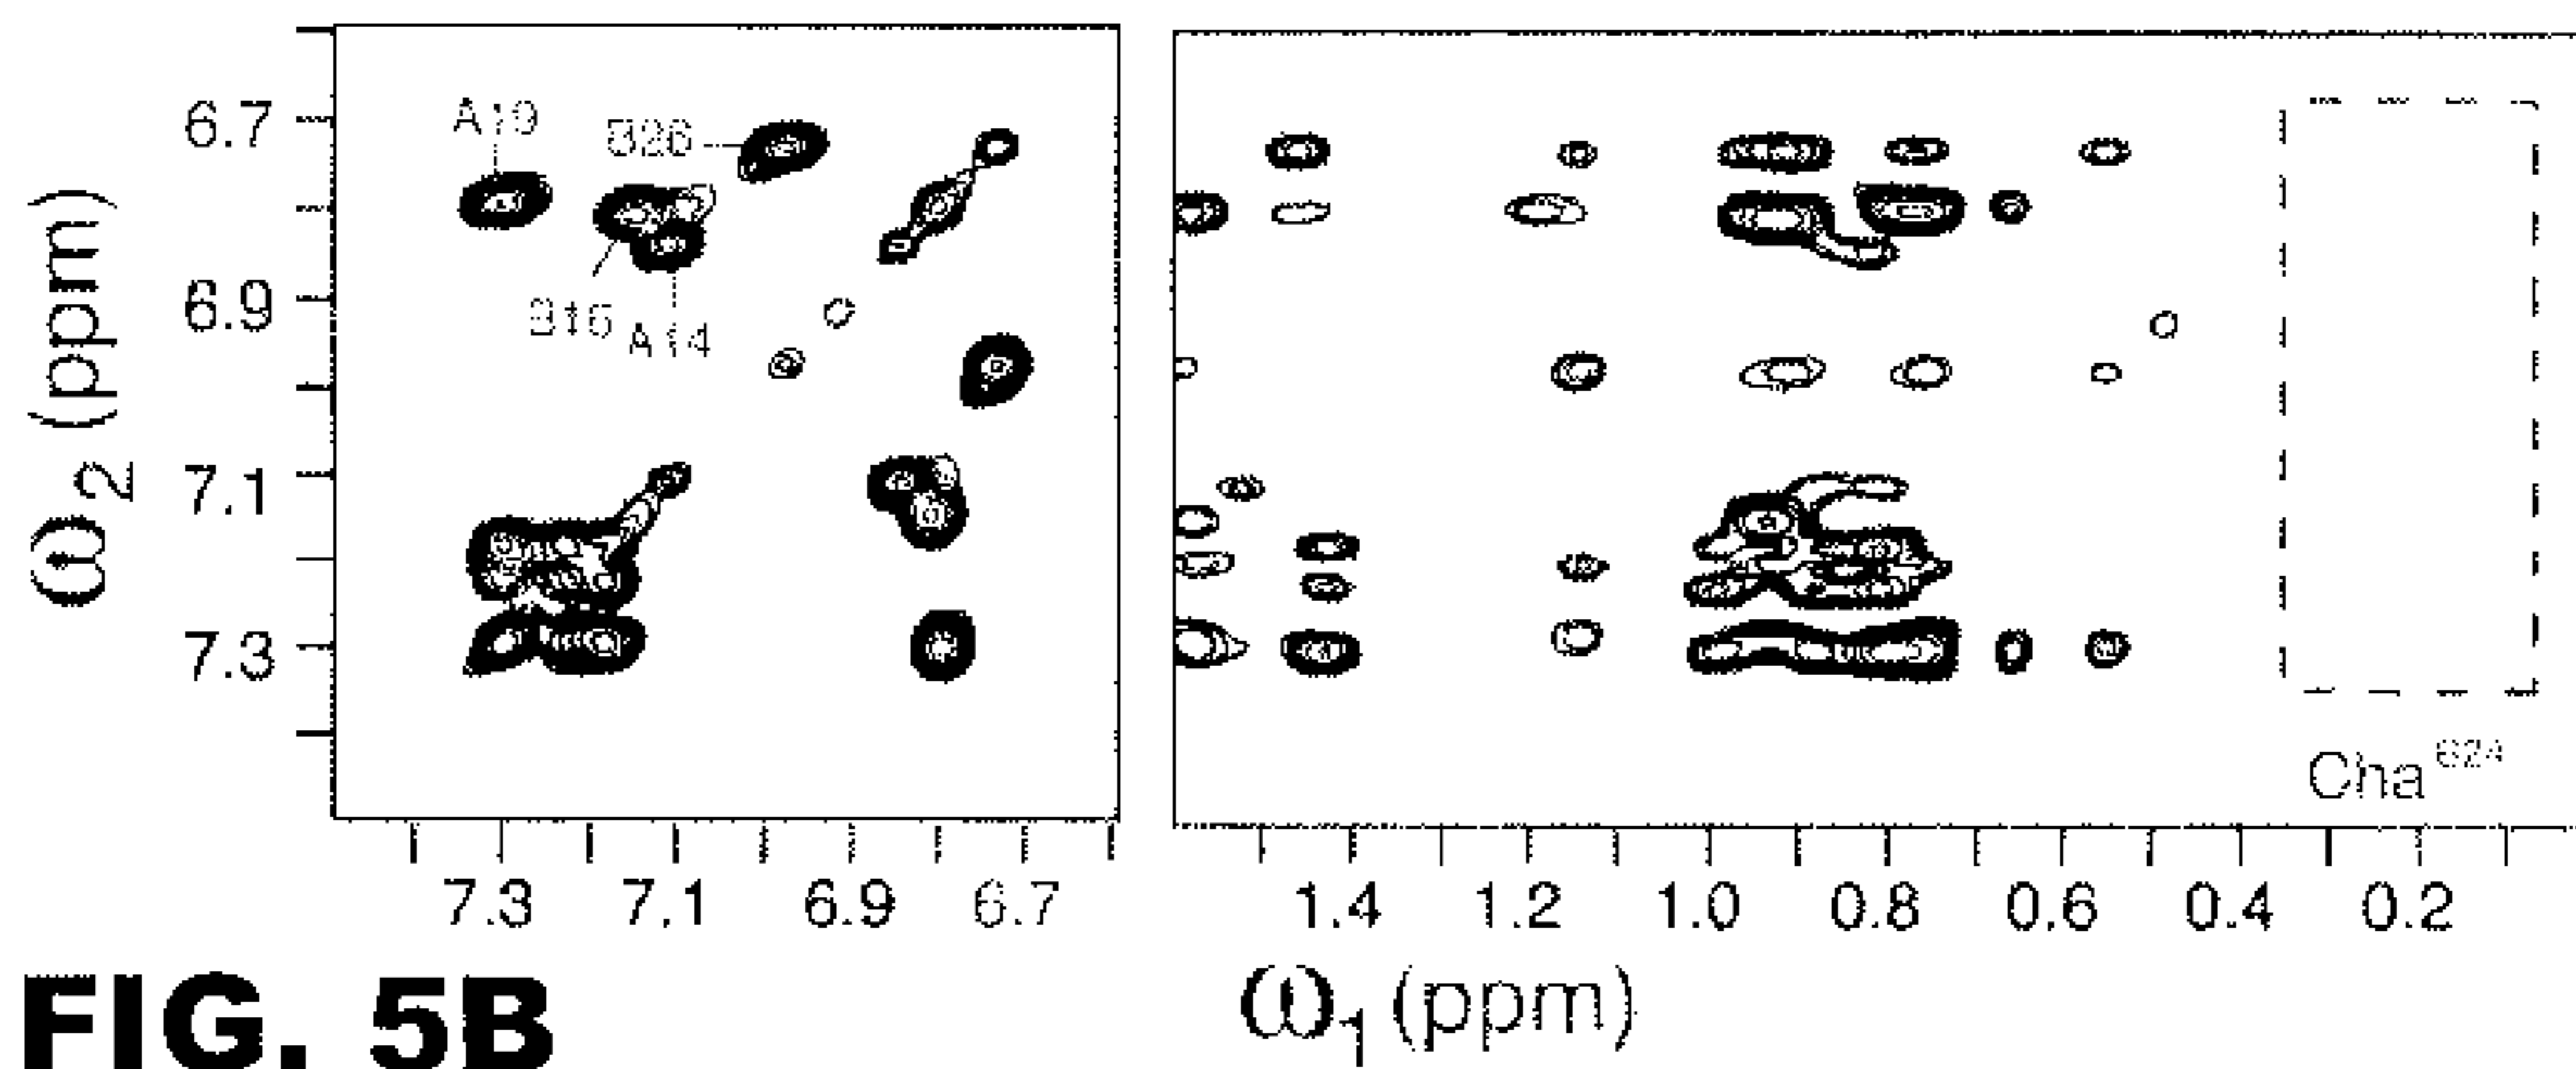 A19
B26
B16
A14
6.7
6.9
7.1
7.3
ω2 (ppm)
7.3 7.1 6.9 6.7
1.4 1.2 1.0 0.8 0.6 0.4 0.2
Cha B24
ω1 (ppm)
FIG. 5B